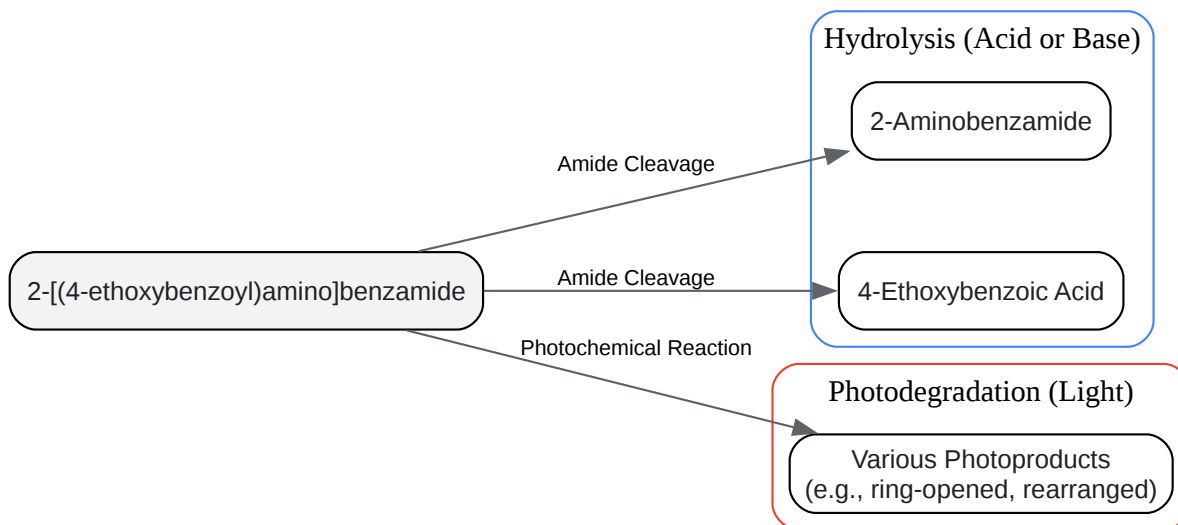 Hydrolysis (Acid or Base)
2-Aminobenzamide
Amide Cleavage
2-[(4-ethoxybenzoyl)amino]benzamide
Amide Cleavage
4-Ethoxybenzoic Acid
Photochemical Reaction
Photodegradation (Light)
Various Photoproducts
(e.g., ring-opened, rearranged)